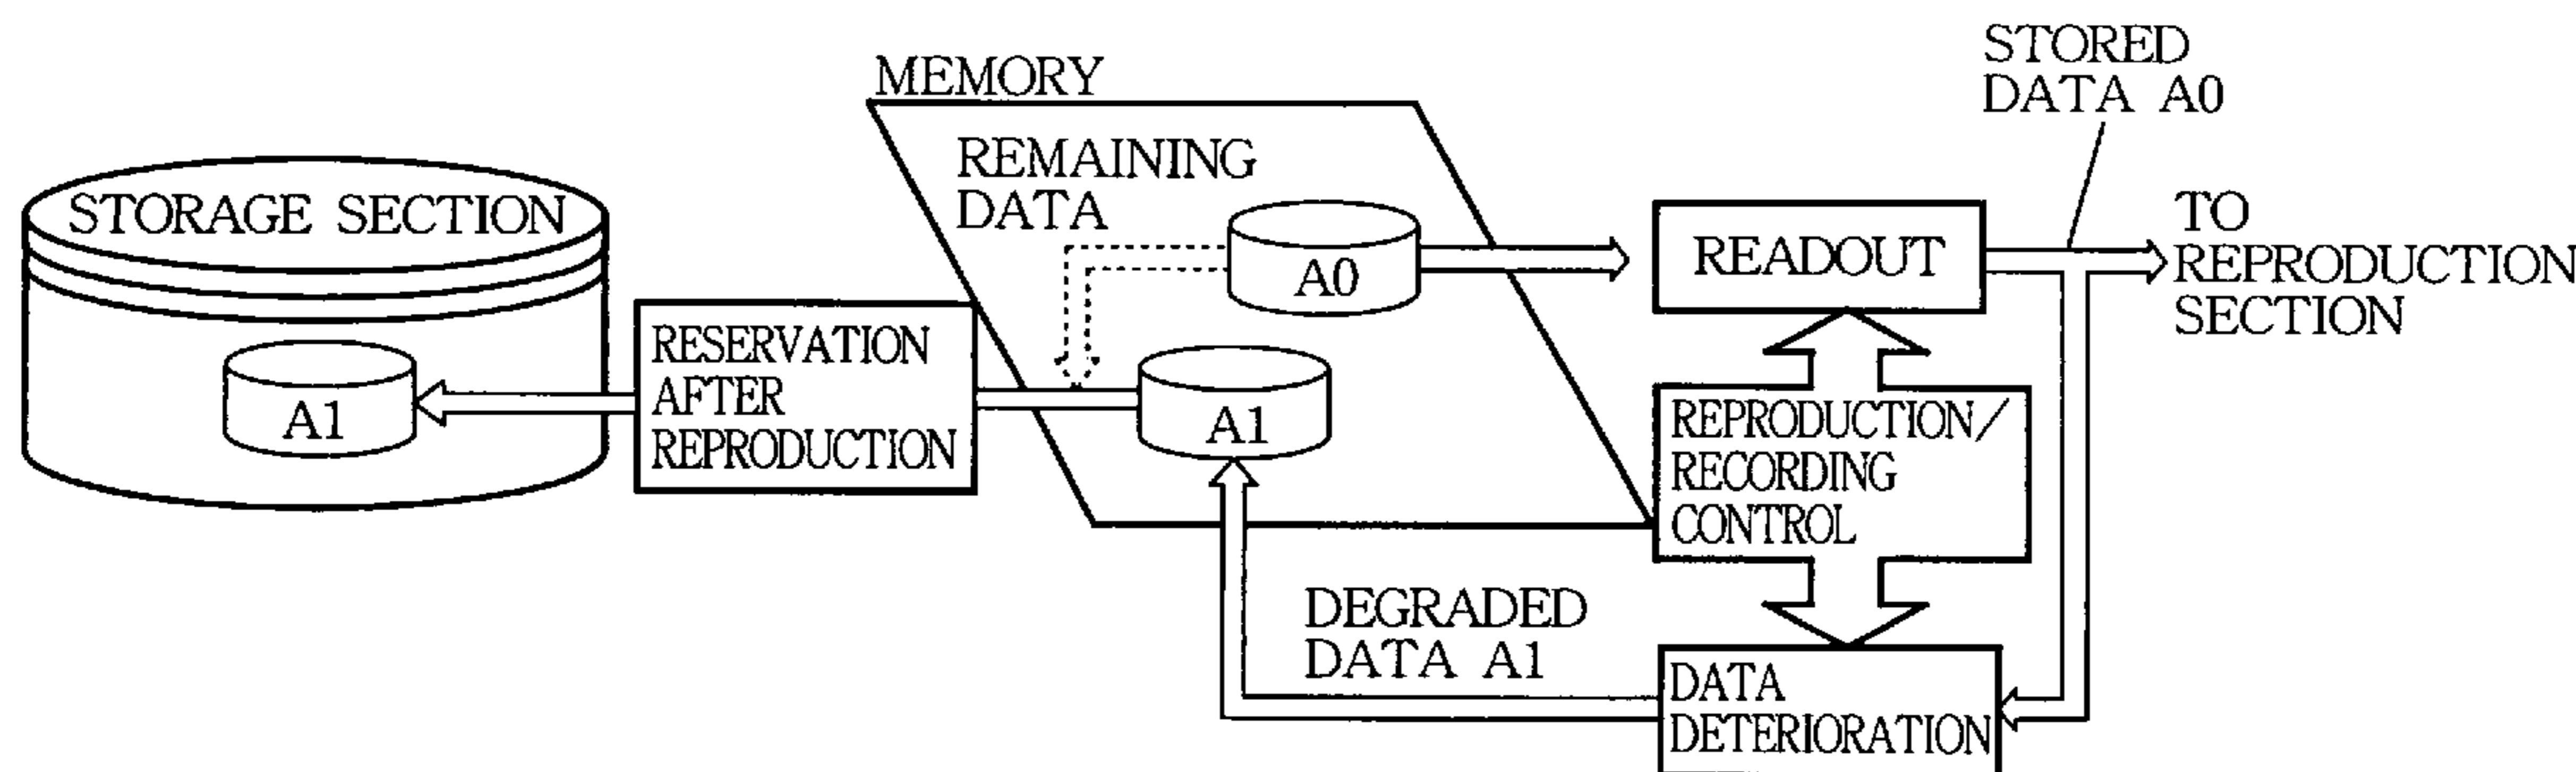 STORED
DATA A0
MEMORY
REMAINING
DATA
STORAGE SECTION
A0
READOUT
TO
REPRODUCTION
SECTION
RESERVATION
AFTER
REPRODUCTION
A1
A1
REPRODUCTION/
RECORDING
CONTROL
DEGRADED
DATA A1
DATA
DETERIORATION